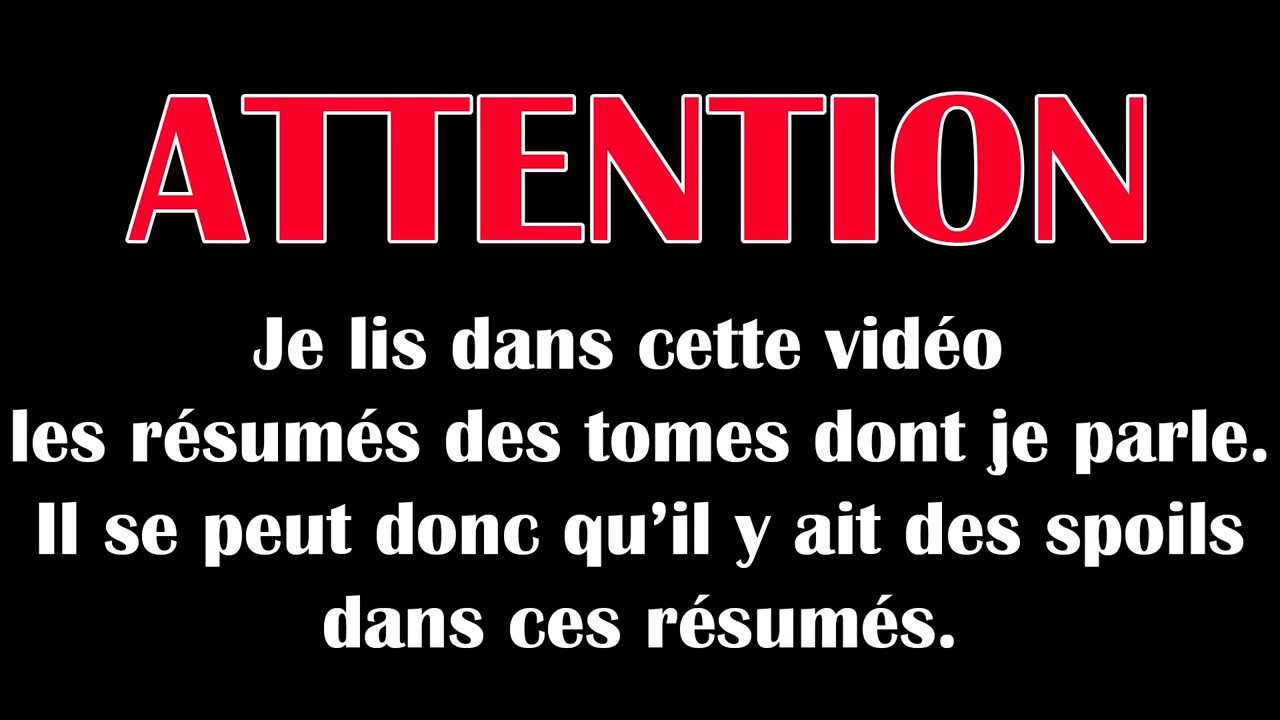 ATTENTION
Je lis dans cette vidéo
les résumés des tomes dont je parle.
Il se peut donc qu’il y ait des spoils
dans ces résumés.